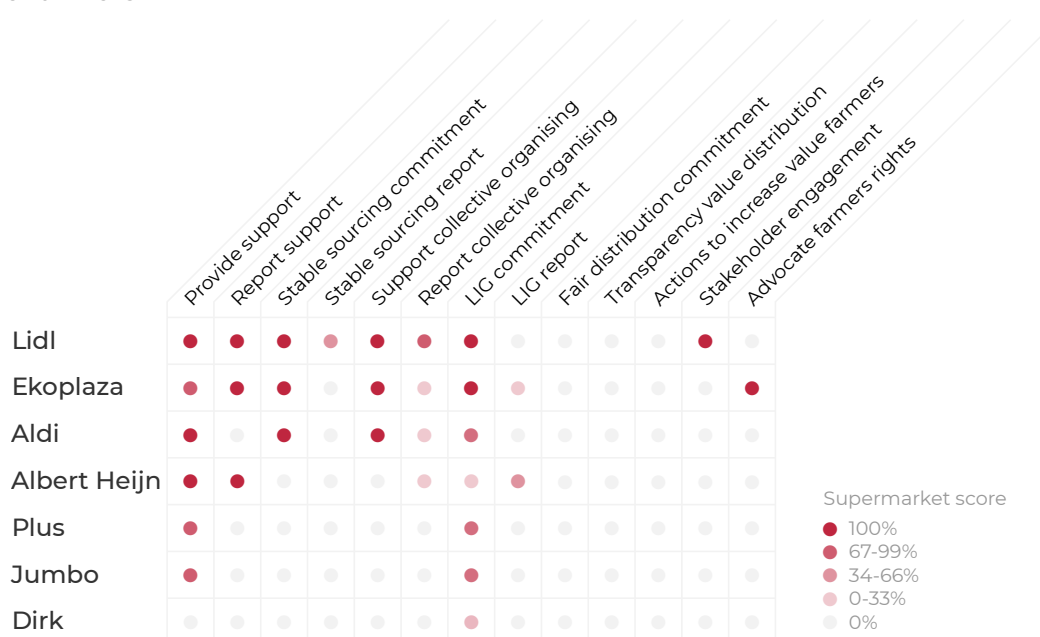 Provide support
Report support
Stable sourcing commitment
Stable sourcing report
Support collective organising
Report collective organising
LIG commitment
LIG report
Fair distribution commitment
Transparency value distribution
Actions to increase value farmers
Stakeholder engagement
Advocate farmers rights
Lidl
Ekoplaza
Aldi
Albert Heijn
Plus
Jumbo
Dirk
Supermarket score
100%
67-99%
34-66%
0-33%
0%